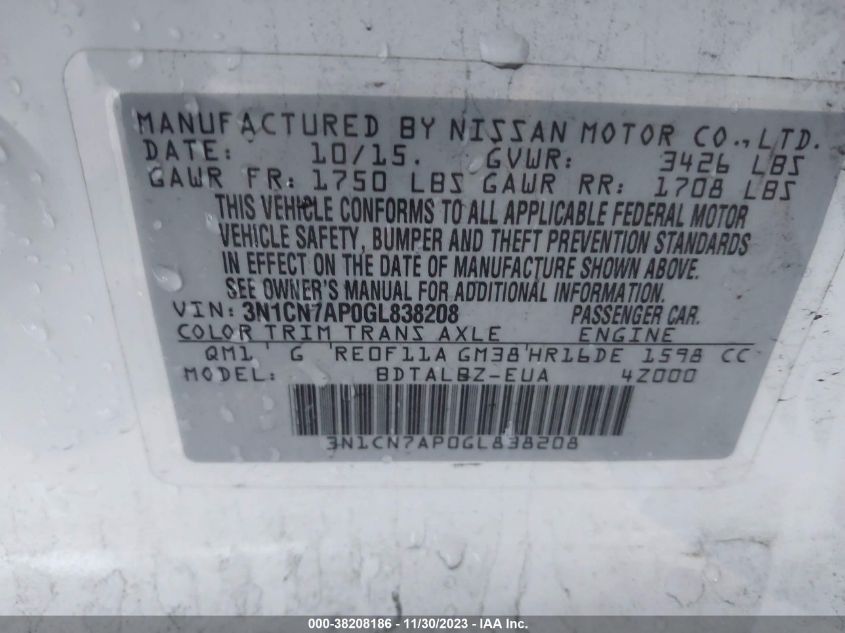 MANUFACTURED BY NISSAN MOTOR CO., LTD.
DATE: 10/15. GVWR: 3426 LBS
GAWR FR: 1750 LBS GAWR RR: 1708 LBS
THIS VEHICLE CONFORMS TO ALL APPLICABLE FEDERAL MOTOR
VEHICLE SAFETY, BUMPER AND THEFT PREVENTION STANDARDS
IN EFFECT ON THE DATE OF MANUFACTURE SHOWN ABOVE.
SEE OWNER'S MANUAL FOR ADDITIONAL INFORMATION.
VIN: 3N1CN7AP0GL838208 PASSENGER CAR.
COLOR TRIM TRANS AXLE ENGINE
QM1 G RE0F11A GM38 HR16DE 1598 CC
MODEL: BDTALBZ-EUA 4Z000
3N1CN7AP0GL838208
000-38208186 - 11/30/2023 - IAA Inc.